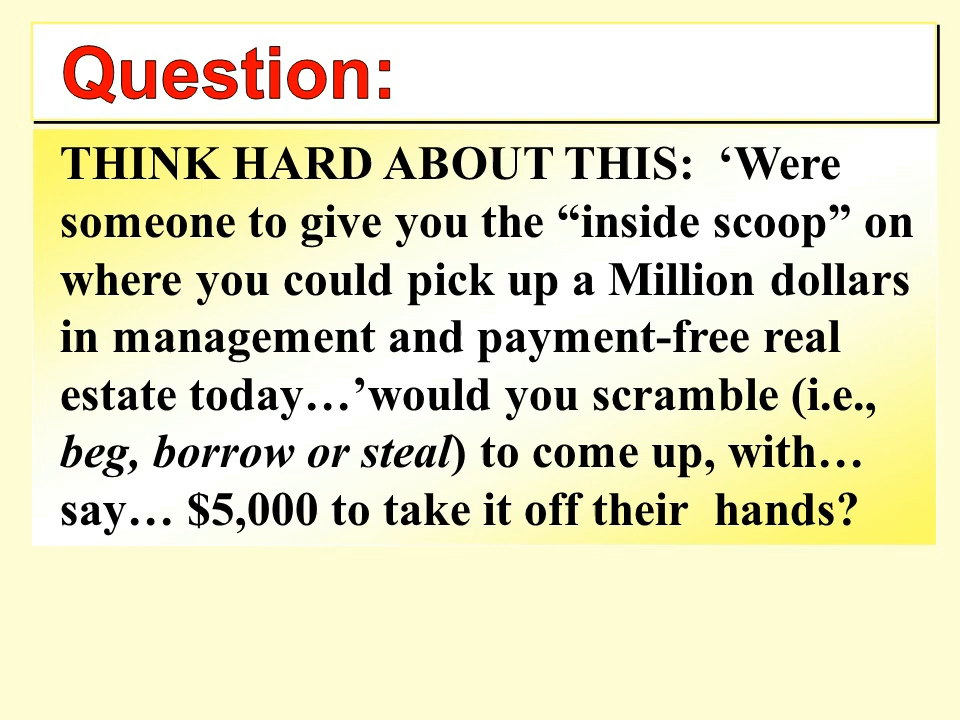 Question:
THINK HARD ABOUT THIS:  ‘Were
someone to give you the “inside scoop” on
where you could pick up a Million dollars
in management and payment-free real
estate today…’would you scramble (i.e.,
beg, borrow or steal) to come up, with…
say… $5,000 to take it off their  hands?